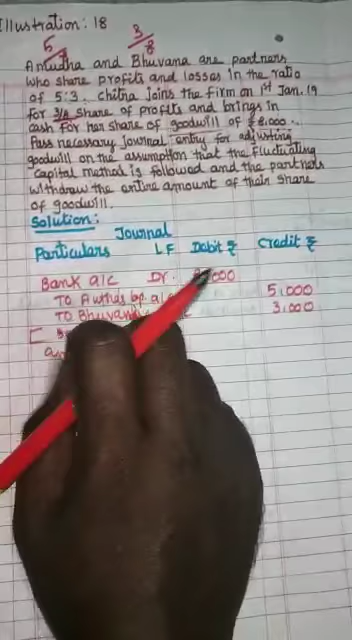 Illustration: 18
5
3/8
Anudha and Bhuvana are partners
who share profits and losses in the ratio
of 5:3. Chitra joins the firm on 1st Jan. 19
for 3/8 share of profits and brings in
cash for her share of goodwill of ₹ 8,000.
Pass necessary journal entry for adjusting
goodwill on the assumption that the fluctuating
capital method is followed and the partners
withdraw the entire amount of their share
of goodwill.
Solution:
Journal
Particulars LF Debit ₹ Credit ₹
Bank a/c Dr. 8,000
To 5,000
To 3,000
[